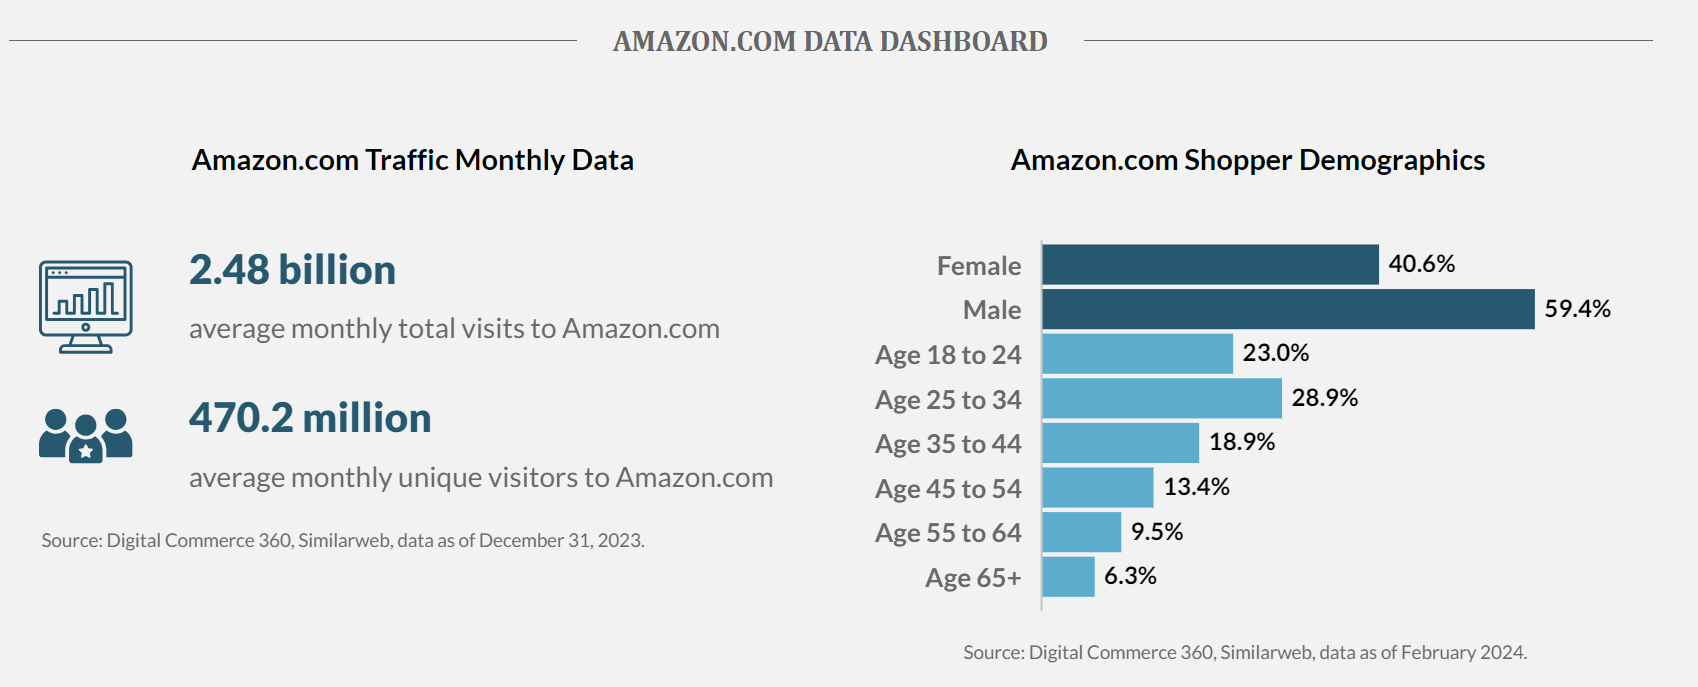 AMAZON.COM DATA DASHBOARD
Amazon.com Traffic Monthly Data
2.48 billion
average monthly total visits to Amazon.com
470.2 million
average monthly unique visitors to Amazon.com
Source: Digital Commerce 360, Similarweb, data as of December 31, 2023.
Amazon.com Shopper Demographics
Female 40.6%
Male 59.4%
Age 18 to 24 23.0%
Age 25 to 34 28.9%
Age 35 to 44 18.9%
Age 45 to 54 13.4%
Age 55 to 64 9.5%
Age 65+ 6.3%
Source: Digital Commerce 360, Similarweb, data as of February 2024.